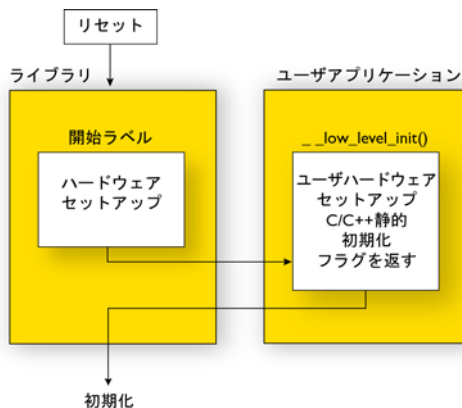 リセット
ライブラリ
ユーザアプリケーション
開始ラベル
_ _low_level_init()
ハードウェア
セットアップ
ユーザハードウェア
セットアップ
C/C++静的
初期化
フラグを返す
初期化